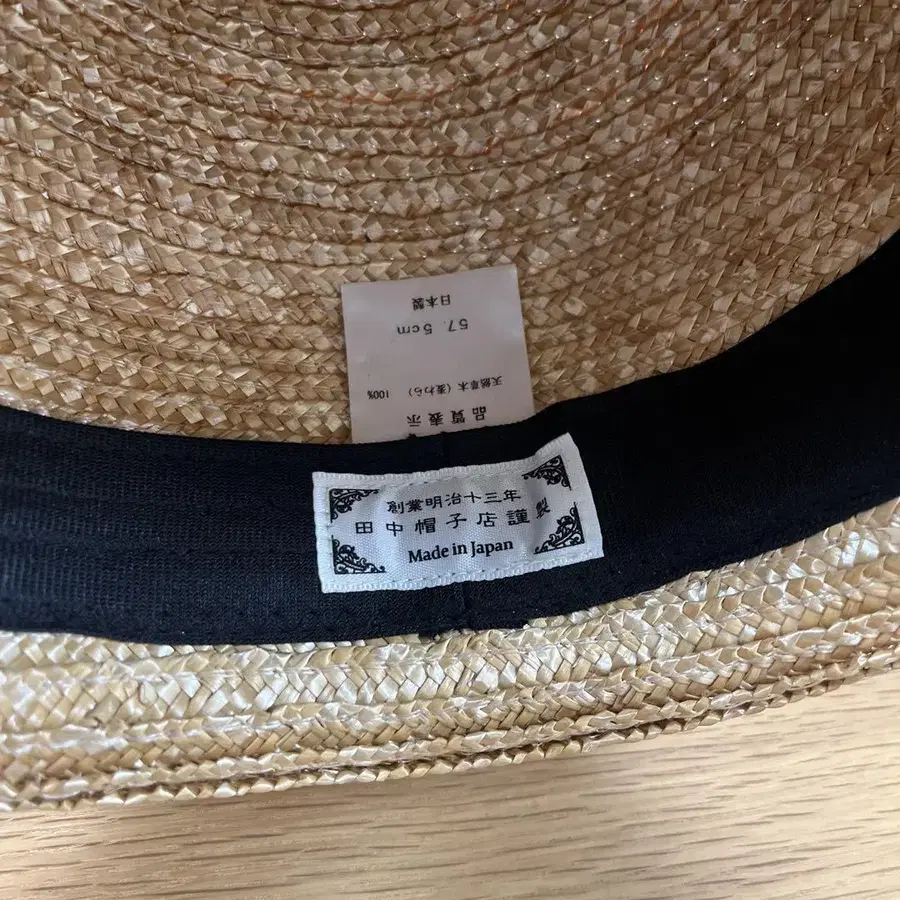 創業明治十三年
田中帽子店謹製
Made in Japan
品質表示
天然草木（麦わら） 100%
57.5cm
日本製